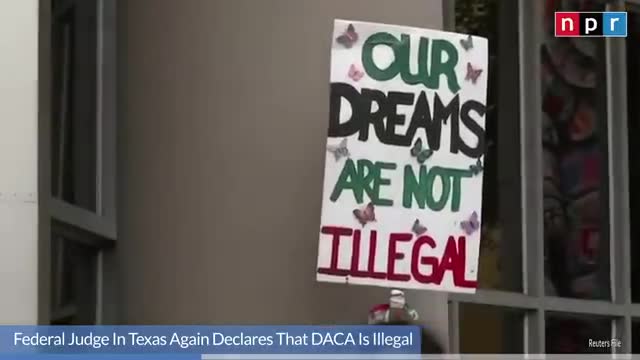 npr
OUR
DREAMS
ARE NOT
ILLEGAL
Federal Judge In Texas Again Declares That DACA Is Illegal
Reuters File